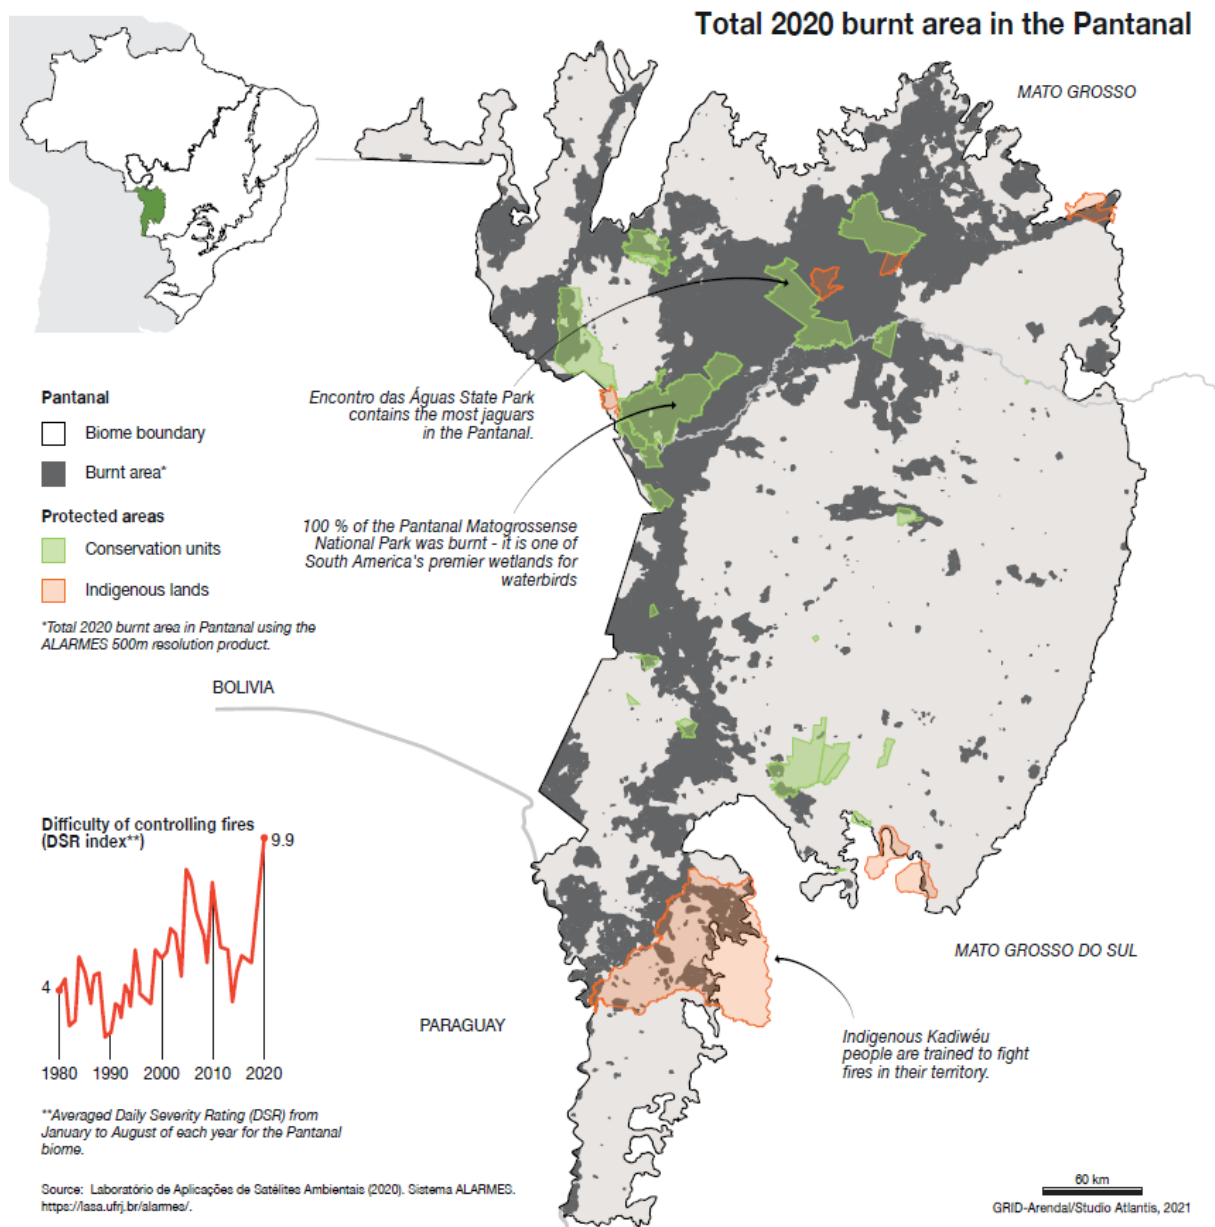 Total 2020 burnt area in the Pantanal
MATO GROSSO
Encontro das Águas State Park
contains the most jaguars
in the Pantanal.
Pantanal
Biome boundary
Burnt area*
Protected areas
Conservation units
Indigenous lands
100 % of the Pantanal Matogrossense
National Park was burnt - it is one of
South America's premier wetlands for
waterbirds
*Total 2020 burnt area in Pantanal using the
ALARMES 500m resolution product.
BOLIVIA
Difficulty of controlling fires
(DSR index**)
9.9
4
1980 1990 2000 2010 2020
PARAGUAY
MATO GROSSO DO SUL
Indigenous Kadiwéu
people are trained to fight
fires in their territory.
**Averaged Daily Severity Rating (DSR) from
January to August of each year for the Pantanal
biome.
Source: Laboratório de Aplicações de Satélites Ambientais (2020). Sistema ALARMES.
https://lasa.ufrj.br/alarmes/.
60 km
GRID-Arendal/Studio Atlantis, 2021